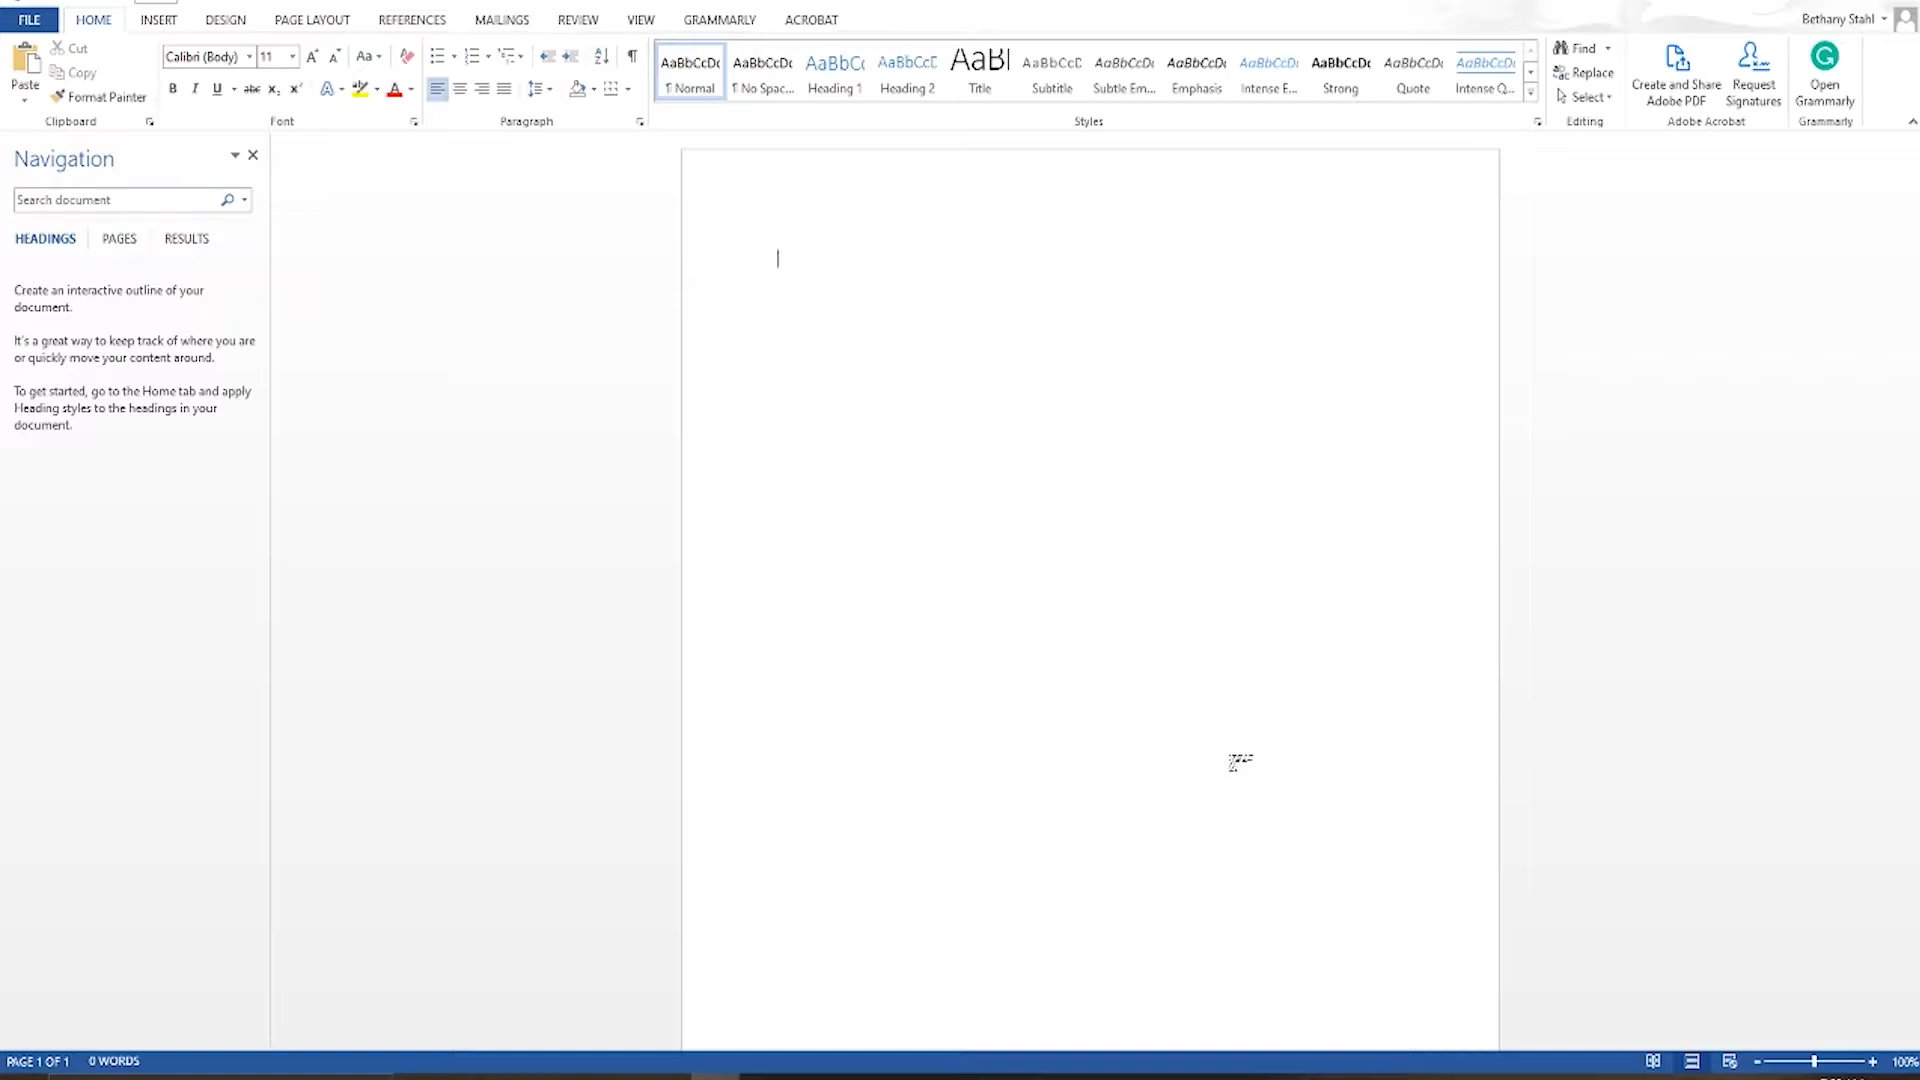 FILE HOME INSERT DESIGN PAGE LAYOUT REFERENCES MAILINGS REVIEW VIEW GRAMMARLY ACROBAT Bethany Stahl
Paste
Cut
Copy
Format Painter
Clipboard
Calibri (Body) 11
Font
Paragraph
AaBbCcDc AaBbCcDc AaBbC AaBbCcC AaBl AaBbCcC AaBbCcDc AaBbCcDc AaBbCcDc AaBbCcDc AaBbCcDc AaBbCcDc
¶ Normal ¶ No Spac... Heading 1 Heading 2 Title Subtitle Subtle Em... Emphasis Intense E... Strong Quote Intense Q...
Styles
Find
Replace
Select
Editing
Create and Share
Adobe PDF
Request
Signatures
Adobe Acrobat
Open
Grammarly
Grammarly
Navigation
Search document
HEADINGS PAGES RESULTS
Create an interactive outline of your
document.
It's a great way to keep track of where you are
or quickly move your content around.
To get started, go to the Home tab and apply
Heading styles to the headings in your
document.
PAGE 1 OF 1 0 WORDS 100%